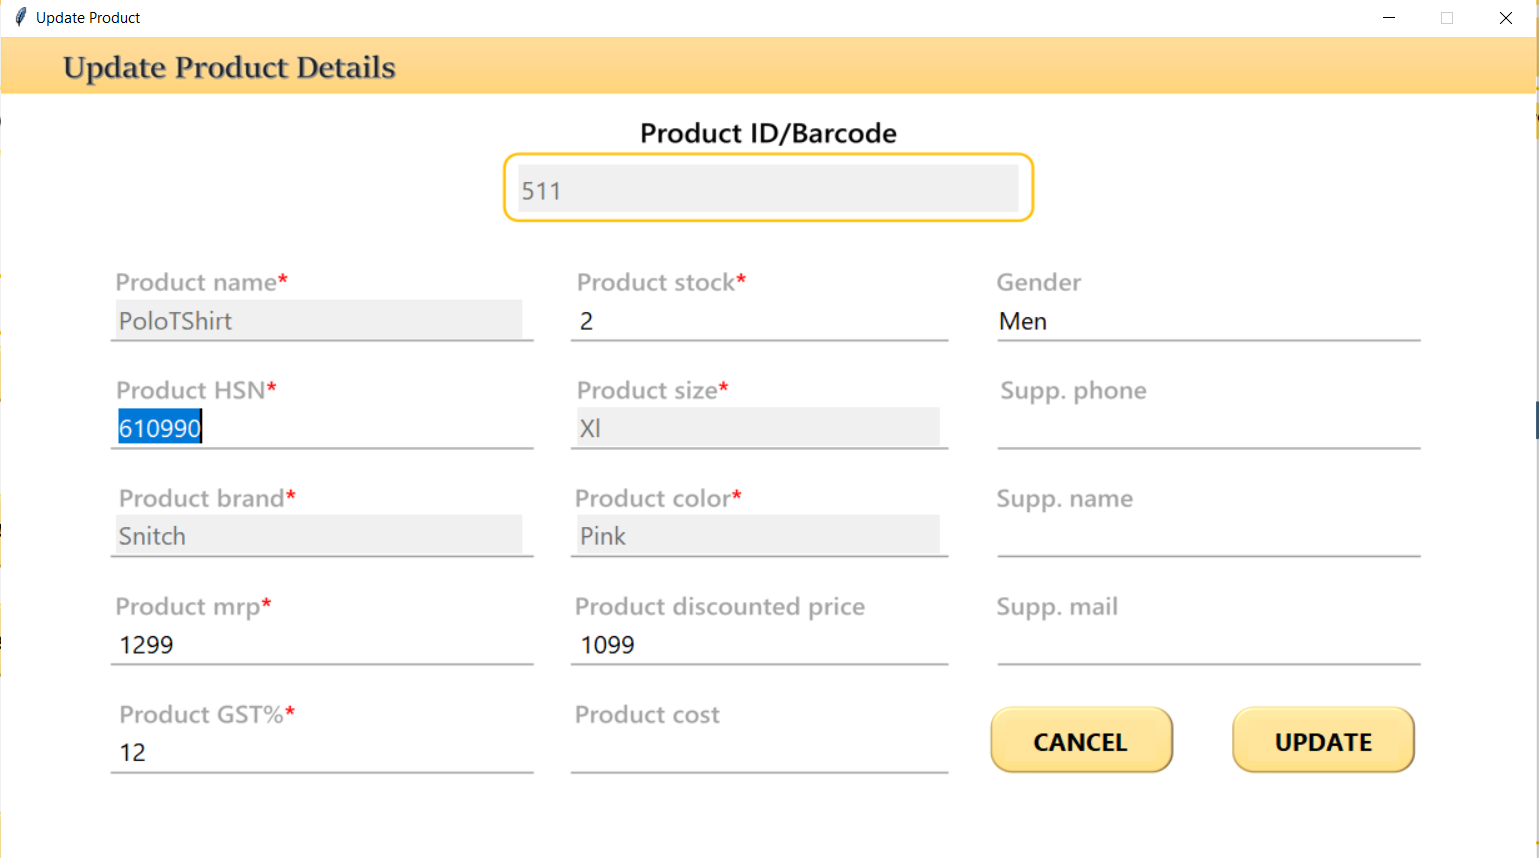 Update Product
Update Product Details
Product ID/Barcode
511
Product name* Product stock* Gender
PoloTShirt 2 Men
Product HSN* Product size* Supp. phone
610990 Xl
Product brand* Product color* Supp. name
Snitch Pink
Product mrp* Product discounted price Supp. mail
1299 1099
Product GST%* Product cost
12
CANCEL UPDATE